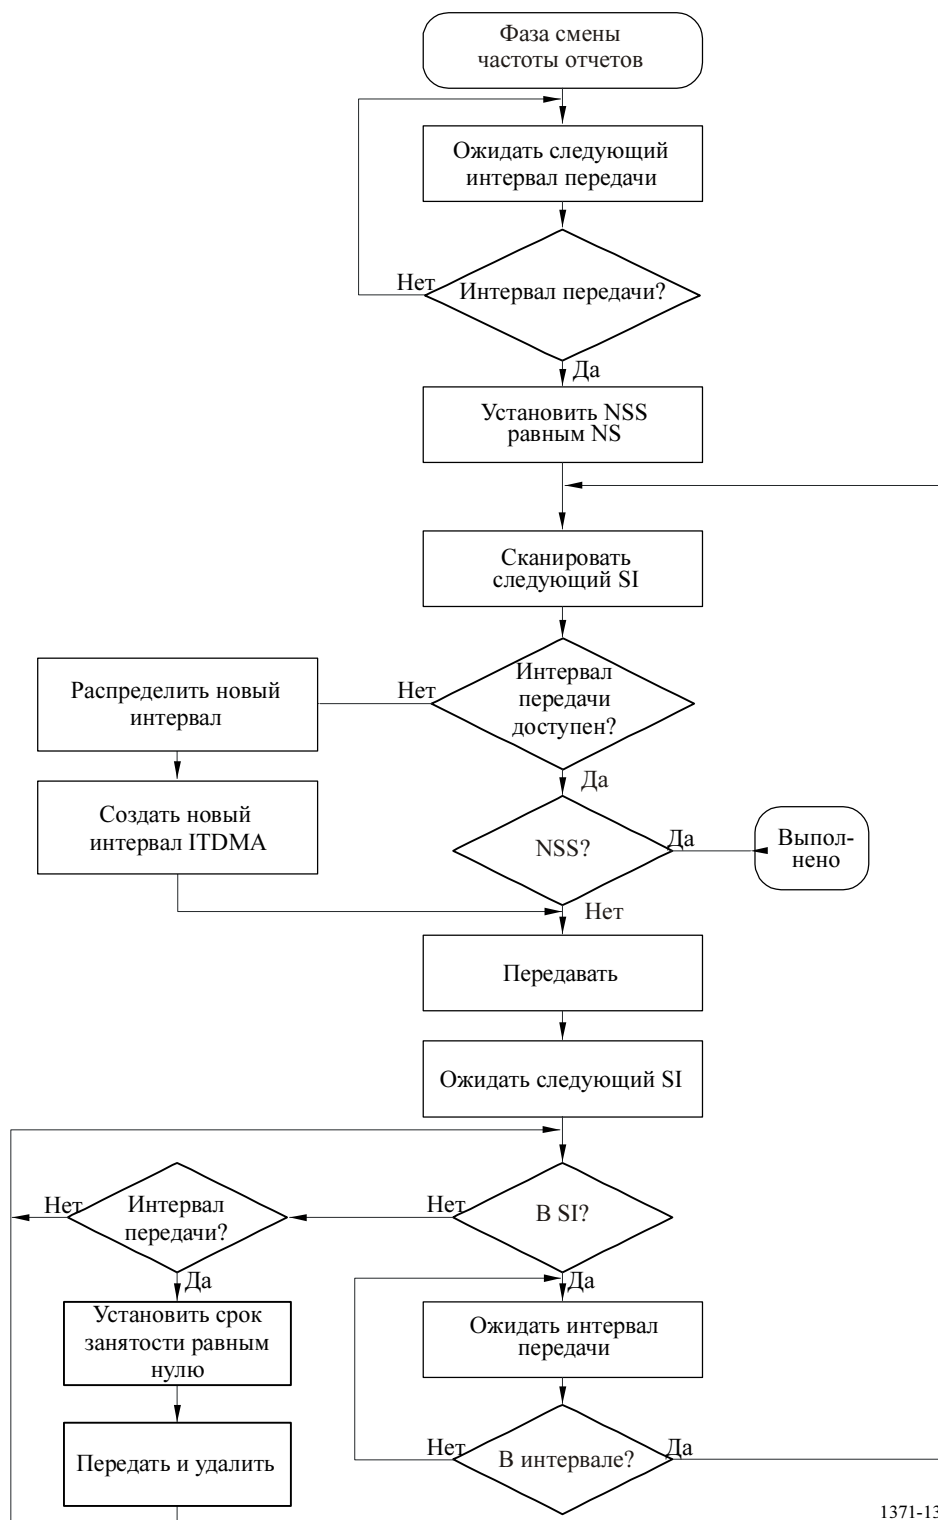 Фаза смены
частоты отчетов
Ожидать следующий
интервал передачи
Нет
Интервал передачи?
Да
Установить NSS
равным NS
Сканировать
следующий SI
Распределить новый
интервал
Нет
Интервал
передачи
доступен?
Да
Создать новый
интервал ITDMA
NSS?
Да
Выпол-
нено
Нет
Передавать
Ожидать следующий SI
Нет
Интервал
передачи?
Нет
В SI?
Да
Да
Установить срок
занятости равным
нулю
Ожидать интервал
передачи
Передать и удалить
Нет
В интервале?
Да
1371-13